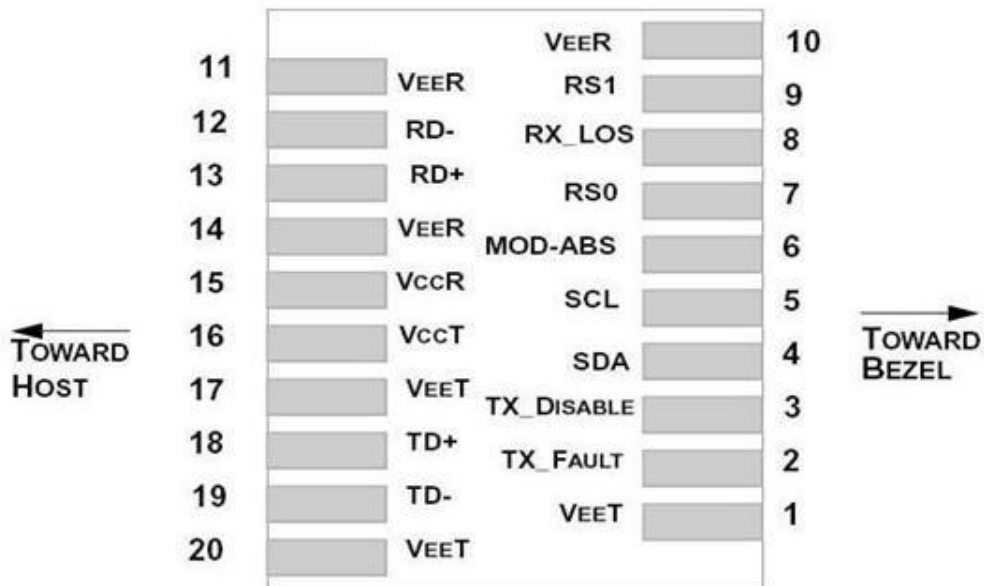 11 VEER
12 RD-
13 RD+
14 VEER
15 VCCR
16 VCCT
17 VEET
18 TD+
19 TD-
20 VEET
VEER 10
RS1 9
RX_LOS 8
RS0 7
MOD-ABS 6
SCL 5
SDA 4
TX_DISABLE 3
TX_FAULT 2
VEET 1
TOWARD
HOST
TOWARD
BEZEL